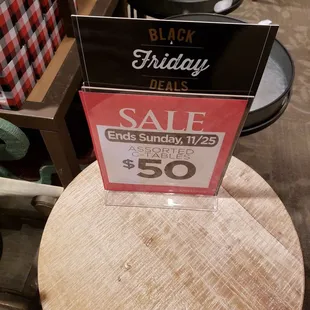 BLACK
Friday
DEALS
SALE
Ends Sunday, 11/25
ASSORTED
C-TABLES
$50